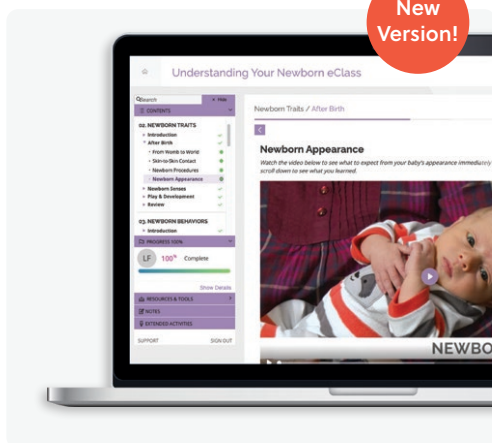 New
Version!
Understanding Your Newborn eClass
Search
Hide
CONTENTS
02. NEWBORN TRAITS
Introduction
After Birth
From Womb to World
Skin-to-Skin Contact
Newborn Procedures
Newborn Appearance
Newborn Senses
Play & Development
Review
03. NEWBORN BEHAVIORS
Introduction
PROGRESS 100%
LF 100% Complete
Show Details
RESOURCES & TOOLS
NOTES
EXTENDED ACTIVITIES
SUPPORT SIGN OUT
Newborn Traits / After Birth
Newborn Appearance
Watch the video below to see what to expect from your baby's appearance immediately
scroll down to see what you learned.
NEWBO